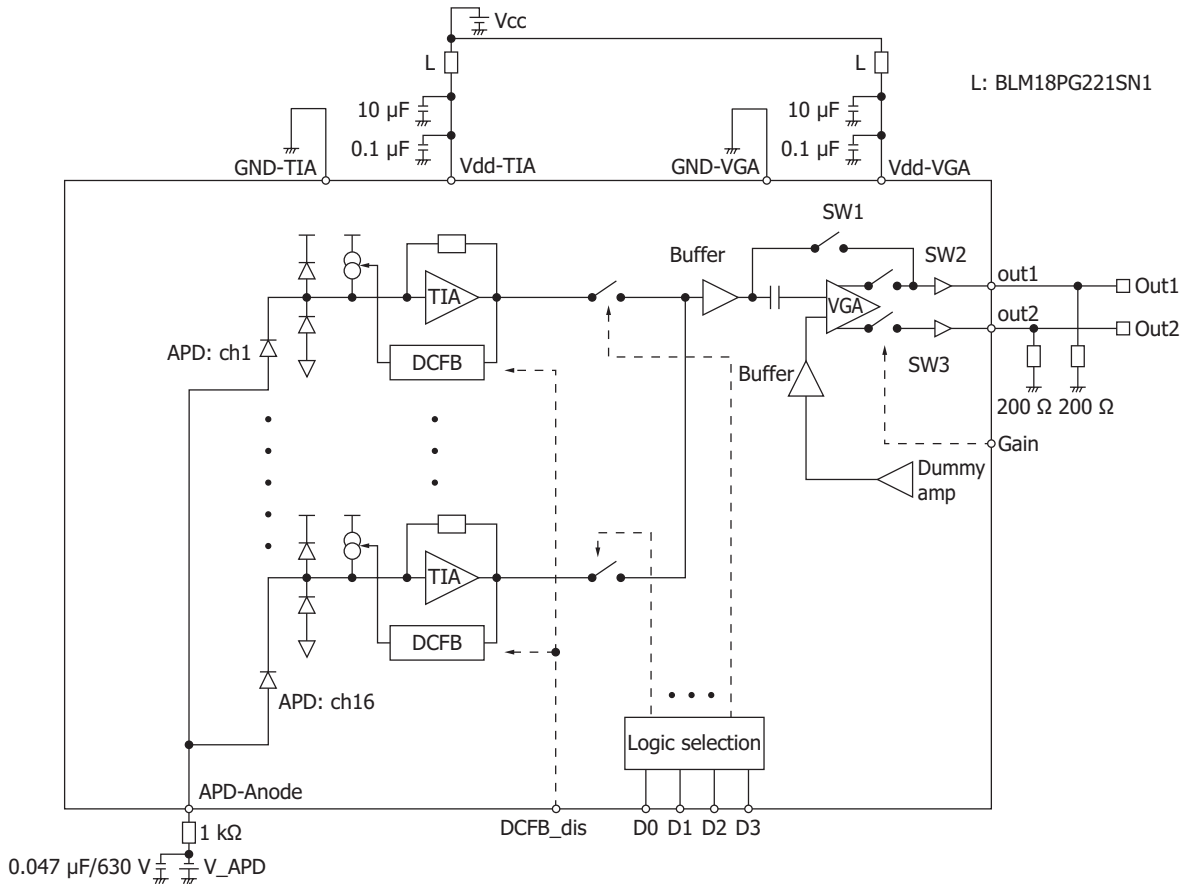 Vcc
L
L
L: BLM18PG221SN1
10 µF
10 µF
0.1 µF
0.1 µF
GND-TIA
Vdd-TIA
GND-VGA
Vdd-VGA
SW1
Buffer
SW2
TIA
VGA
out1
Out1
out2
Out2
APD: ch1
DCFB
Buffer
SW3
200 Ω
200 Ω
Gain
Dummy
amp
TIA
DCFB
APD: ch16
Logic selection
APD-Anode
DCFB_dis
D0
D1
D2
D3
1 kΩ
0.047 µF/630 V
V_APD